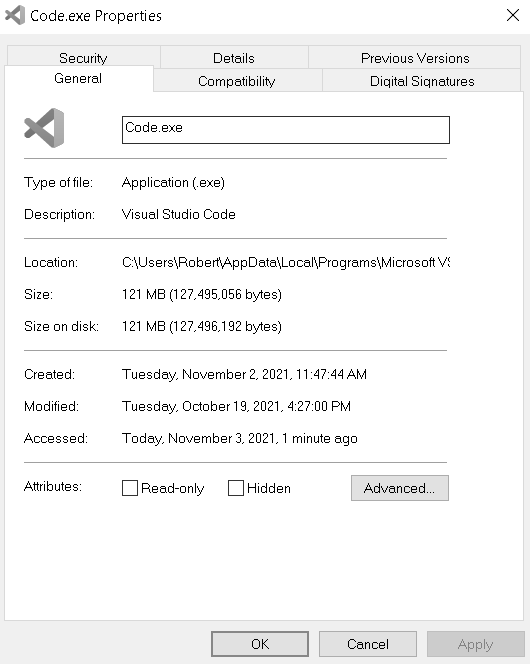 Code.exe Properties
Security Details Previous Versions
General Compatibility Digital Signatures
Code.exe
Type of file: Application (.exe)
Description: Visual Studio Code
Location: C:\Users\Robert\AppData\Local\Programs\Microsoft VS
Size: 121 MB (127,495,056 bytes)
Size on disk: 121 MB (127,496,192 bytes)
Created: Tuesday, November 2, 2021, 11:47:44 AM
Modified: Tuesday, October 19, 2021, 4:27:00 PM
Accessed: Today, November 3, 2021, 1 minute ago
Attributes: Read-only Hidden Advanced...
OK Cancel Apply